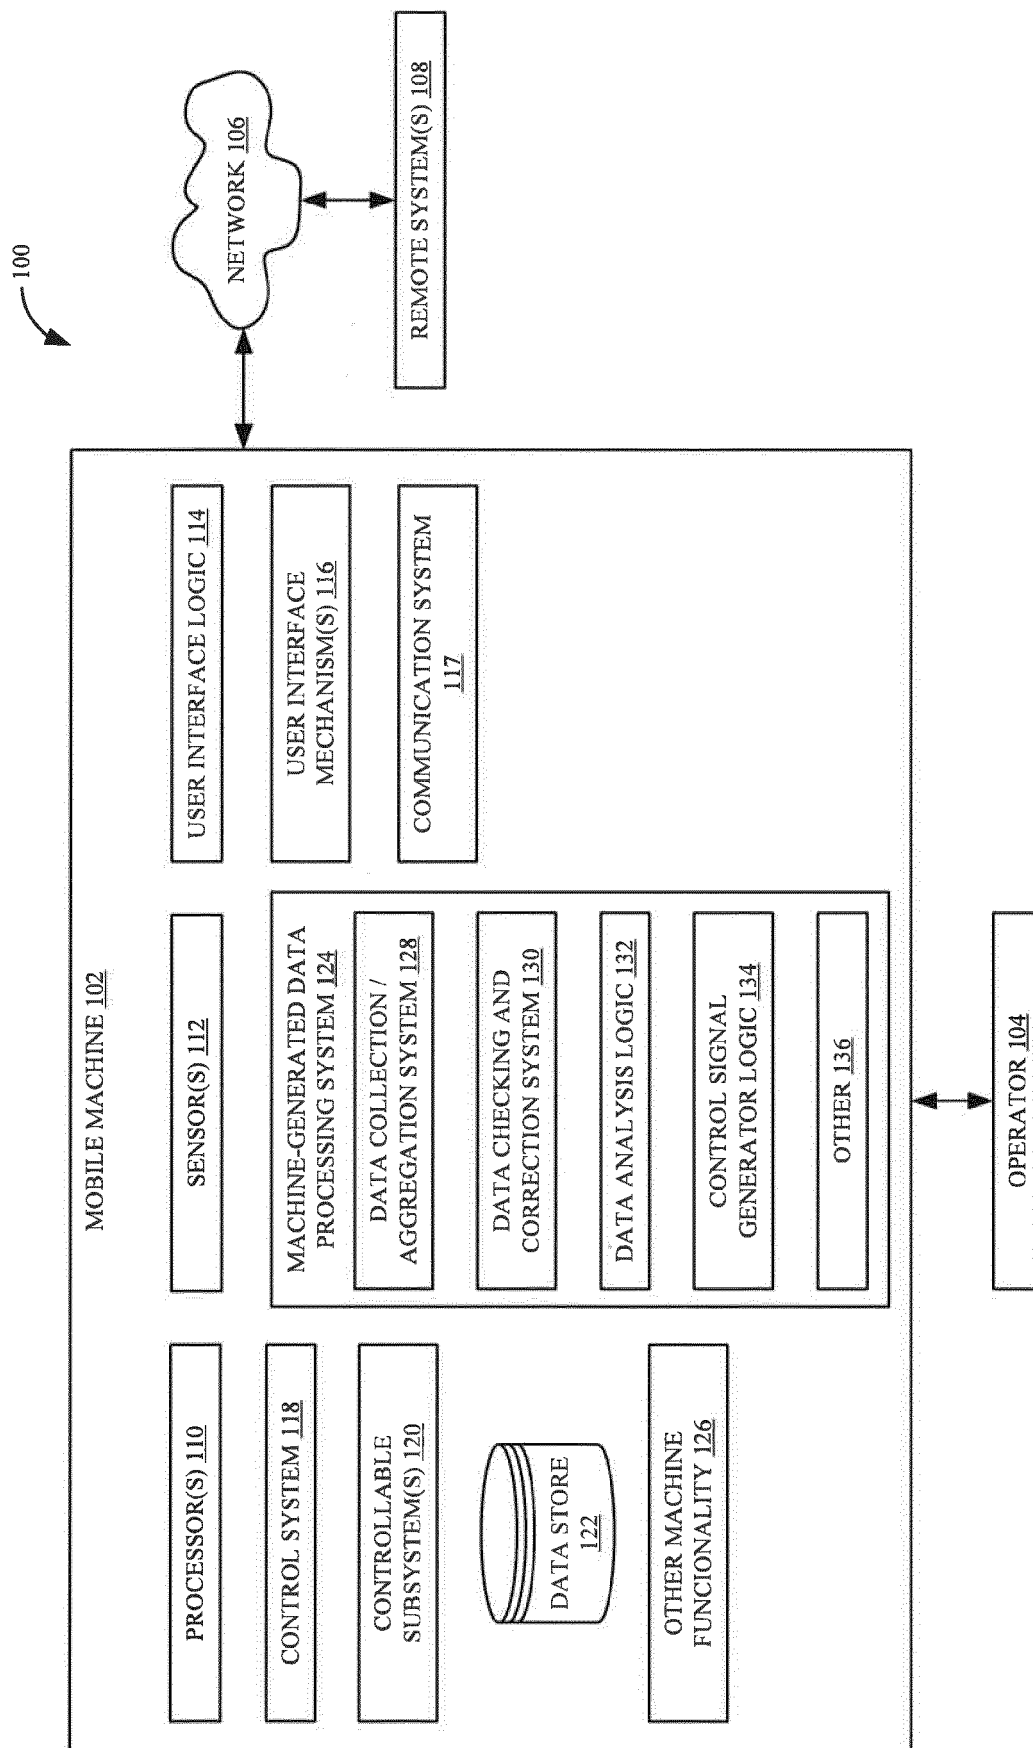 100
MOBILE MACHINE 102
PROCESSOR(S) 110
CONTROL SYSTEM 118
CONTROLLABLE
SUBSYSTEM(S) 120
DATA STORE
122
OTHER MACHINE
FUNCIONALITY 126
SENSOR(S) 112
MACHINE-GENERATED DATA
PROCESSING SYSTEM 124
DATA COLLECTION /
AGGREGATION SYSTEM 128
DATA CHECKING AND
CORRECTION SYSTEM 130
DATA ANALYSIS LOGIC 132
CONTROL SIGNAL
GENERATOR LOGIC 134
OTHER 136
USER INTERFACE LOGIC 114
USER INTERFACE
MECHANISM(S) 116
COMMUNICATION SYSTEM
117
NETWORK 106
REMOTE SYSTEM(S) 108
OPERATOR 104